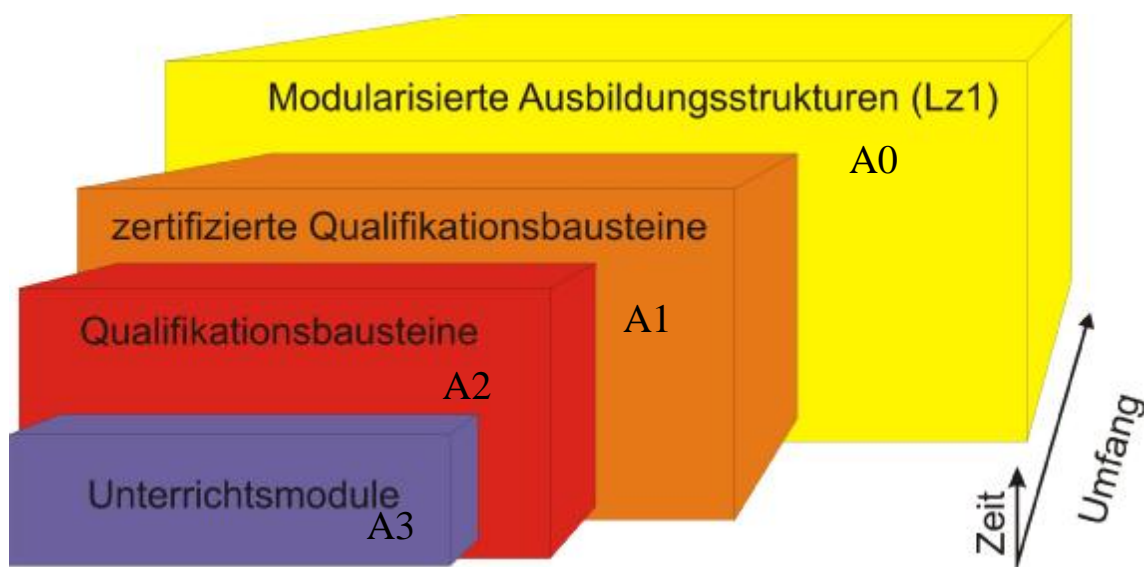 Modularisierte Ausbildungsstrukturen (Lz1)
A0
zertifizierte Qualifikationsbausteine
A1
Qualifikationsbausteine
A2
Unterrichtsmodule
A3
Zeit
Umfang